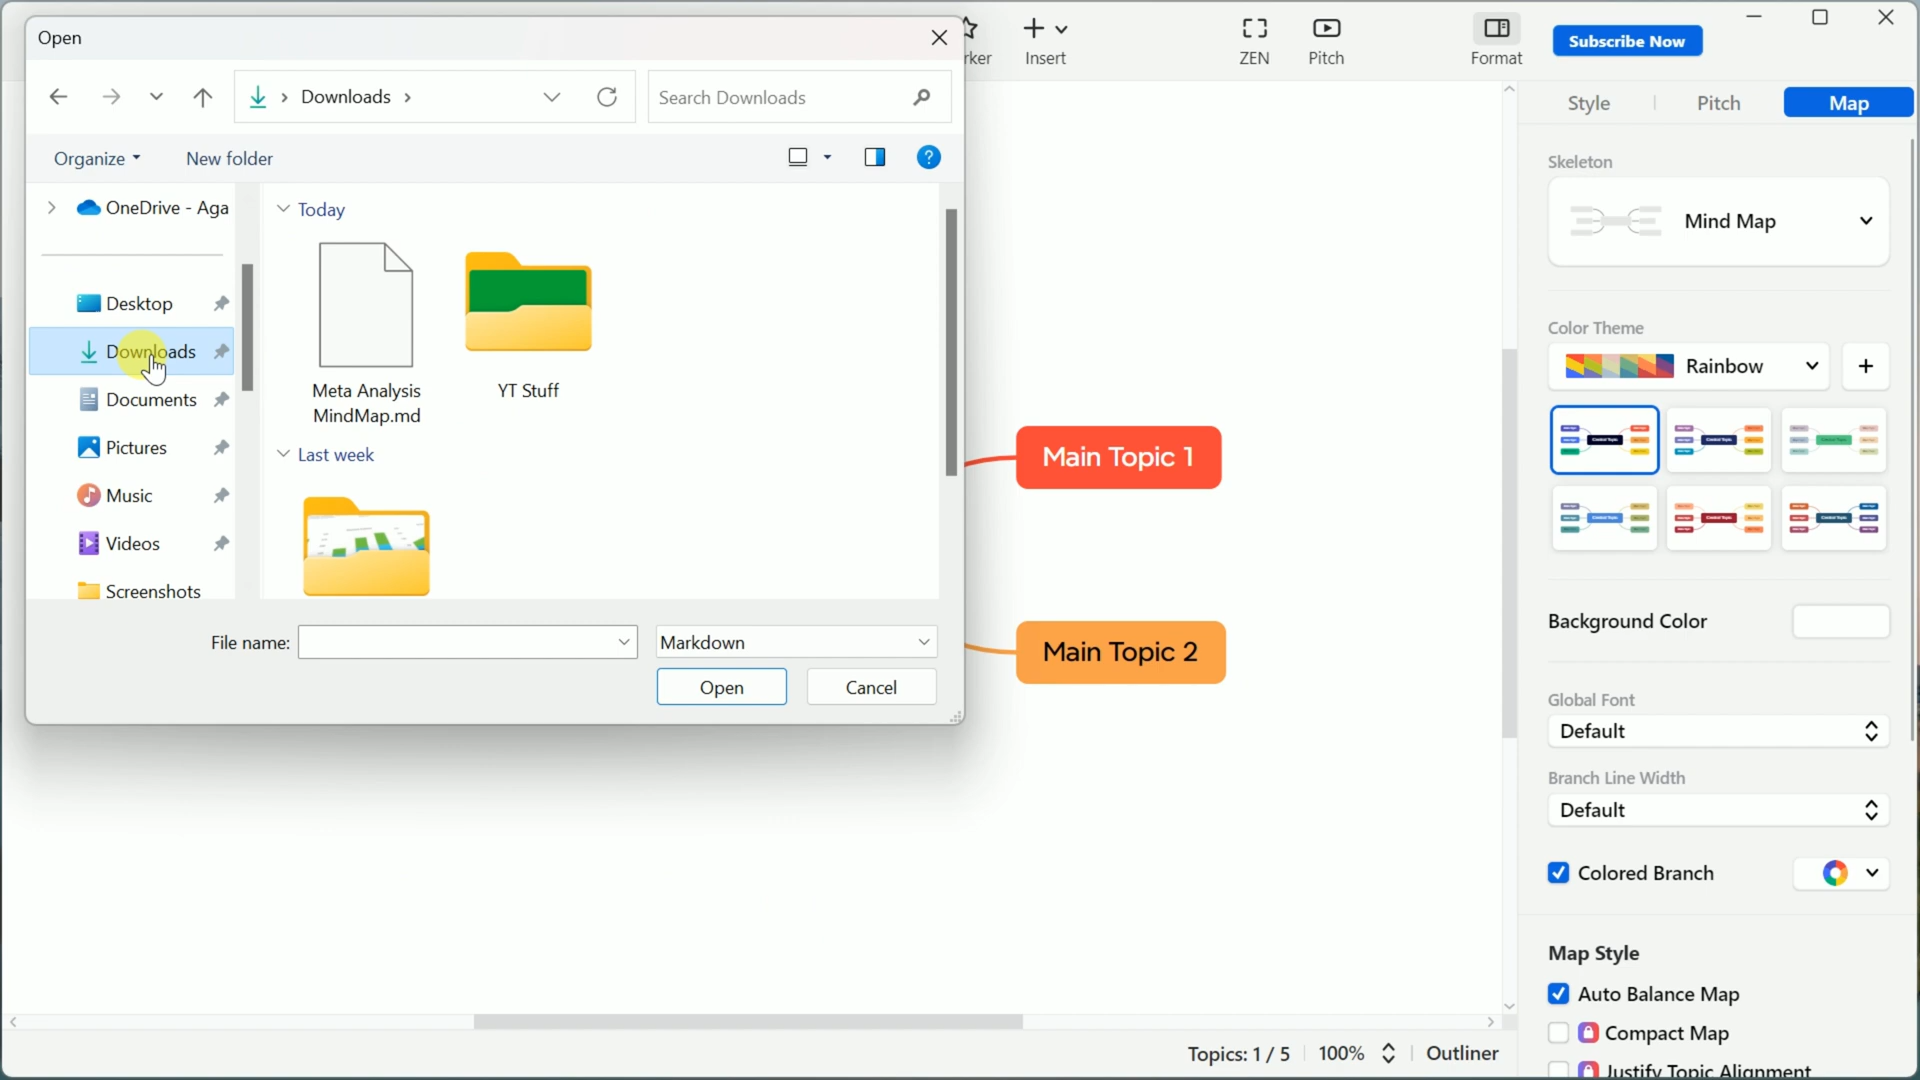 Open
rker
Insert
ZEN
Pitch
Format
Subscribe Now
Downloads
Search Downloads
Organize
New folder
Style
Pitch
Map
OneDrive - Aga
Desktop
Downloads
Documents
Pictures
Music
Videos
Screenshots
Today
Meta Analysis
MindMap.md
YT Stuff
Last week
File name:
Markdown
Open
Cancel
Main Topic 1
Main Topic 2
Skeleton
Mind Map
Color Theme
Rainbow
Background Color
Global Font
Default
Branch Line Width
Default
Colored Branch
Map Style
Auto Balance Map
Compact Map
Justify Topic Alignment
Topics: 1 / 5
100%
Outliner